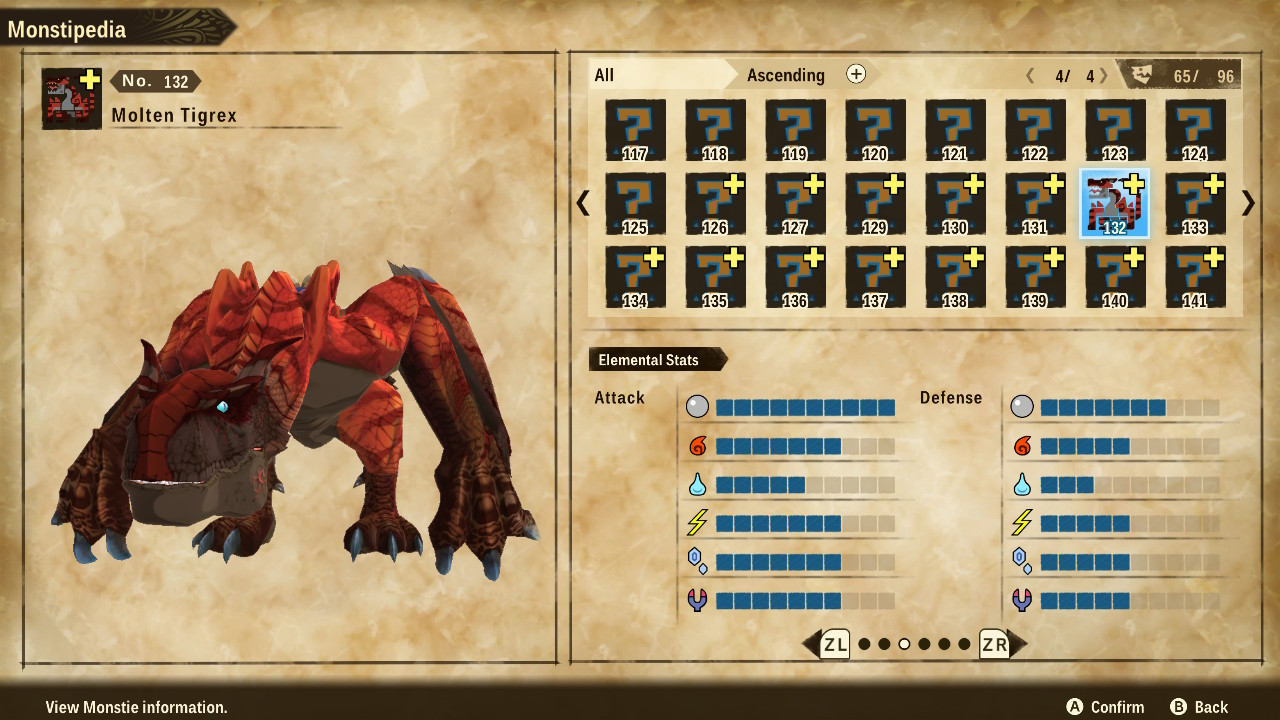 Monstipedia
No. 132
Molten Tigrex
All
Ascending
4/ 4
65/ 96
? ? ? ? ? ? ? ?
117 118 119 120 121 122 123 124
? ? ? ? ? ? ?
125 126 127 129 130 131 132 133
? ? ? ? ? ? ? ?
134 135 136 137 138 139 140 141
Elemental Stats
Attack
Defense
ZL
ZR
View Monstie information.
A Confirm
B Back